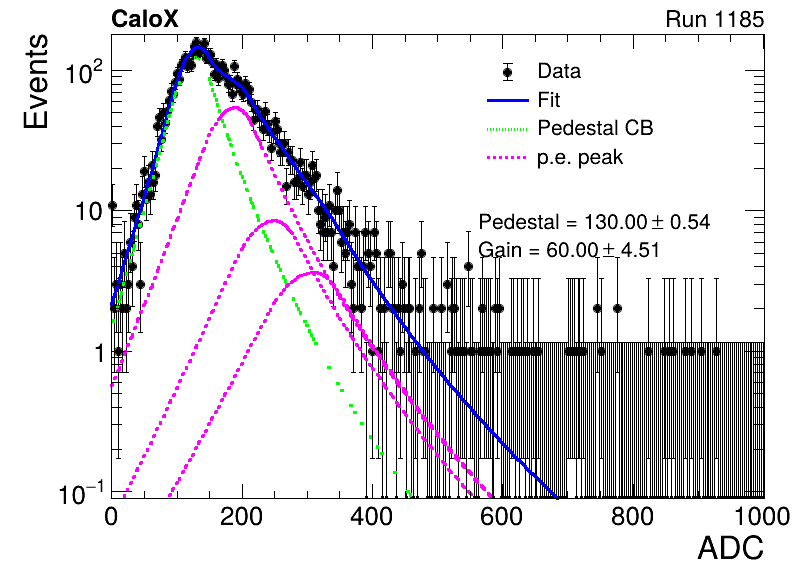 CaloX Run 1185
Events
Data
Fit
Pedestal CB
p.e. peak
Pedestal = 130.00 ± 0.54
Gain = 60.00 ± 4.51
10²
10
1
10⁻¹
0 200 400 600 800 1000
ADC